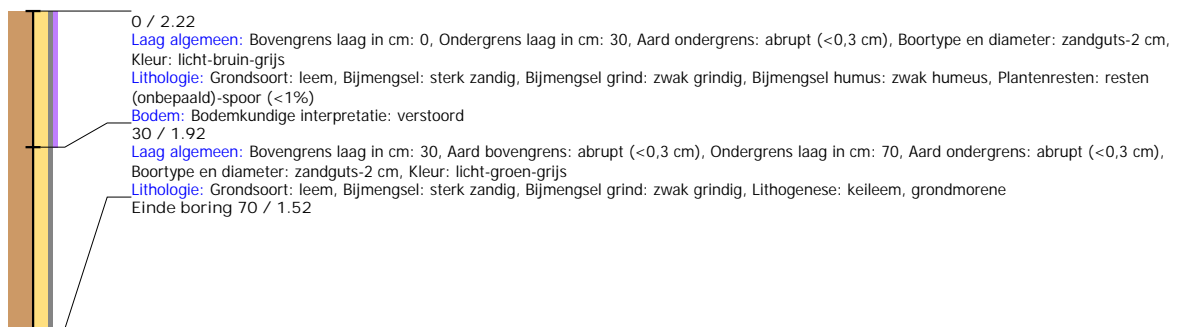 0 / 2.22
Laag algemeen: Bovengrens laag in cm: 0, Ondergrens laag in cm: 30, Aard ondergrens: abrupt (<0,3 cm), Boortype en diameter: zandguts-2 cm,
Kleur: licht-bruin-grijs
Lithologie: Grondsoort: leem, Bijmengsel: sterk zandig, Bijmengsel grind: zwak grindig, Bijmengsel humus: zwak humeus, Plantenresten: resten
(onbepaald)-spoor (<1%)
Bodem: Bodemkundige interpretatie: verstoord
30 / 1.92
Laag algemeen: Bovengrens laag in cm: 30, Aard bovengrens: abrupt (<0,3 cm), Ondergrens laag in cm: 70, Aard ondergrens: abrupt (<0,3 cm),
Boortype en diameter: zandguts-2 cm, Kleur: licht-groen-grijs
Lithologie: Grondsoort: leem, Bijmengsel: sterk zandig, Bijmengsel grind: zwak grindig, Lithogenese: keileem, grondmorene
Einde boring 70 / 1.52